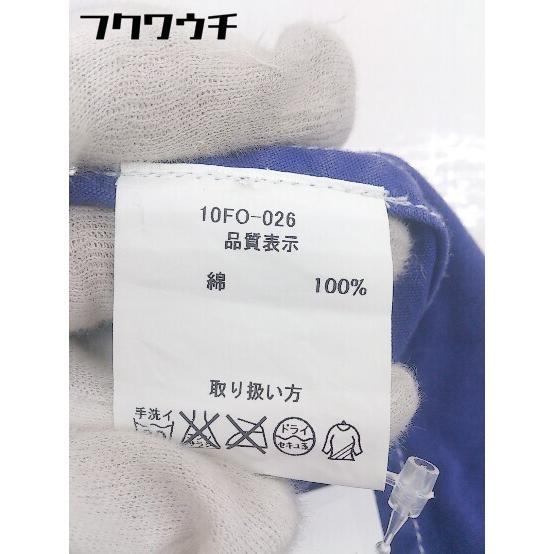 フクワウチ
10FO-026
品質表示
綿 100%
取り扱い方
手洗イ
ドライ
セキユ系